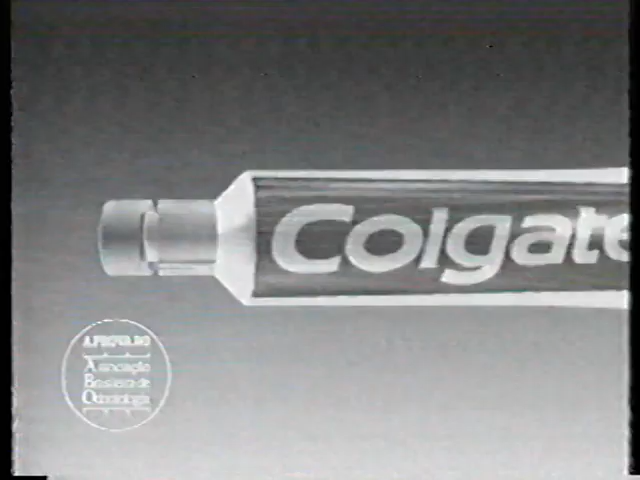 Colgate
APROVADO
Associação
Brasileira de
Odontologia